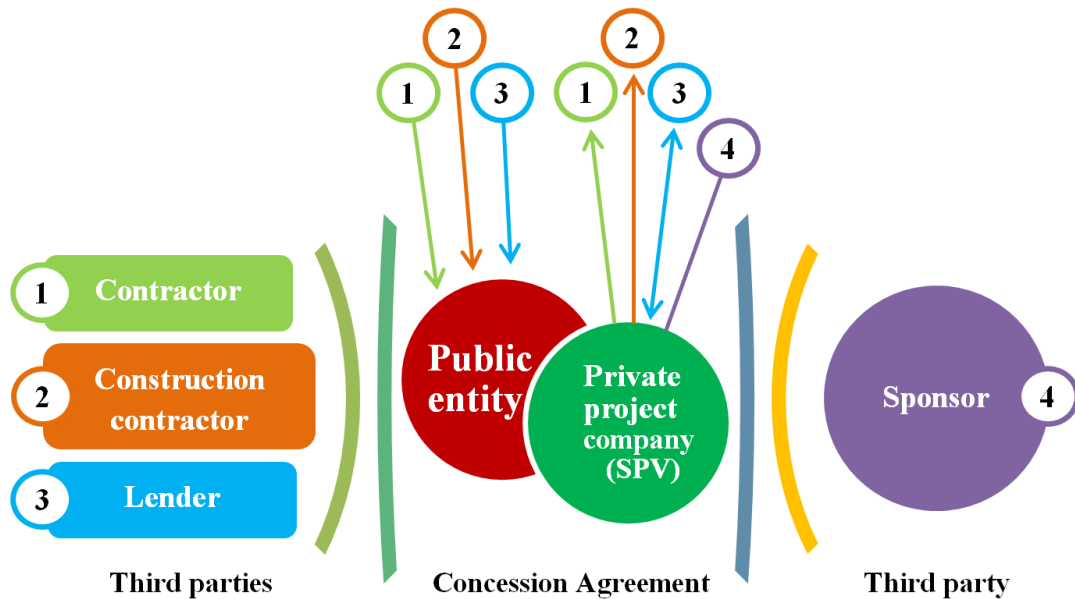 2
2
1
3
1
3
4
1
Contractor
2
Construction
contractor
3
Lender
Public
entity
Private
project
company
(SPV)
Sponsor
4
Third parties
Concession Agreement
Third party